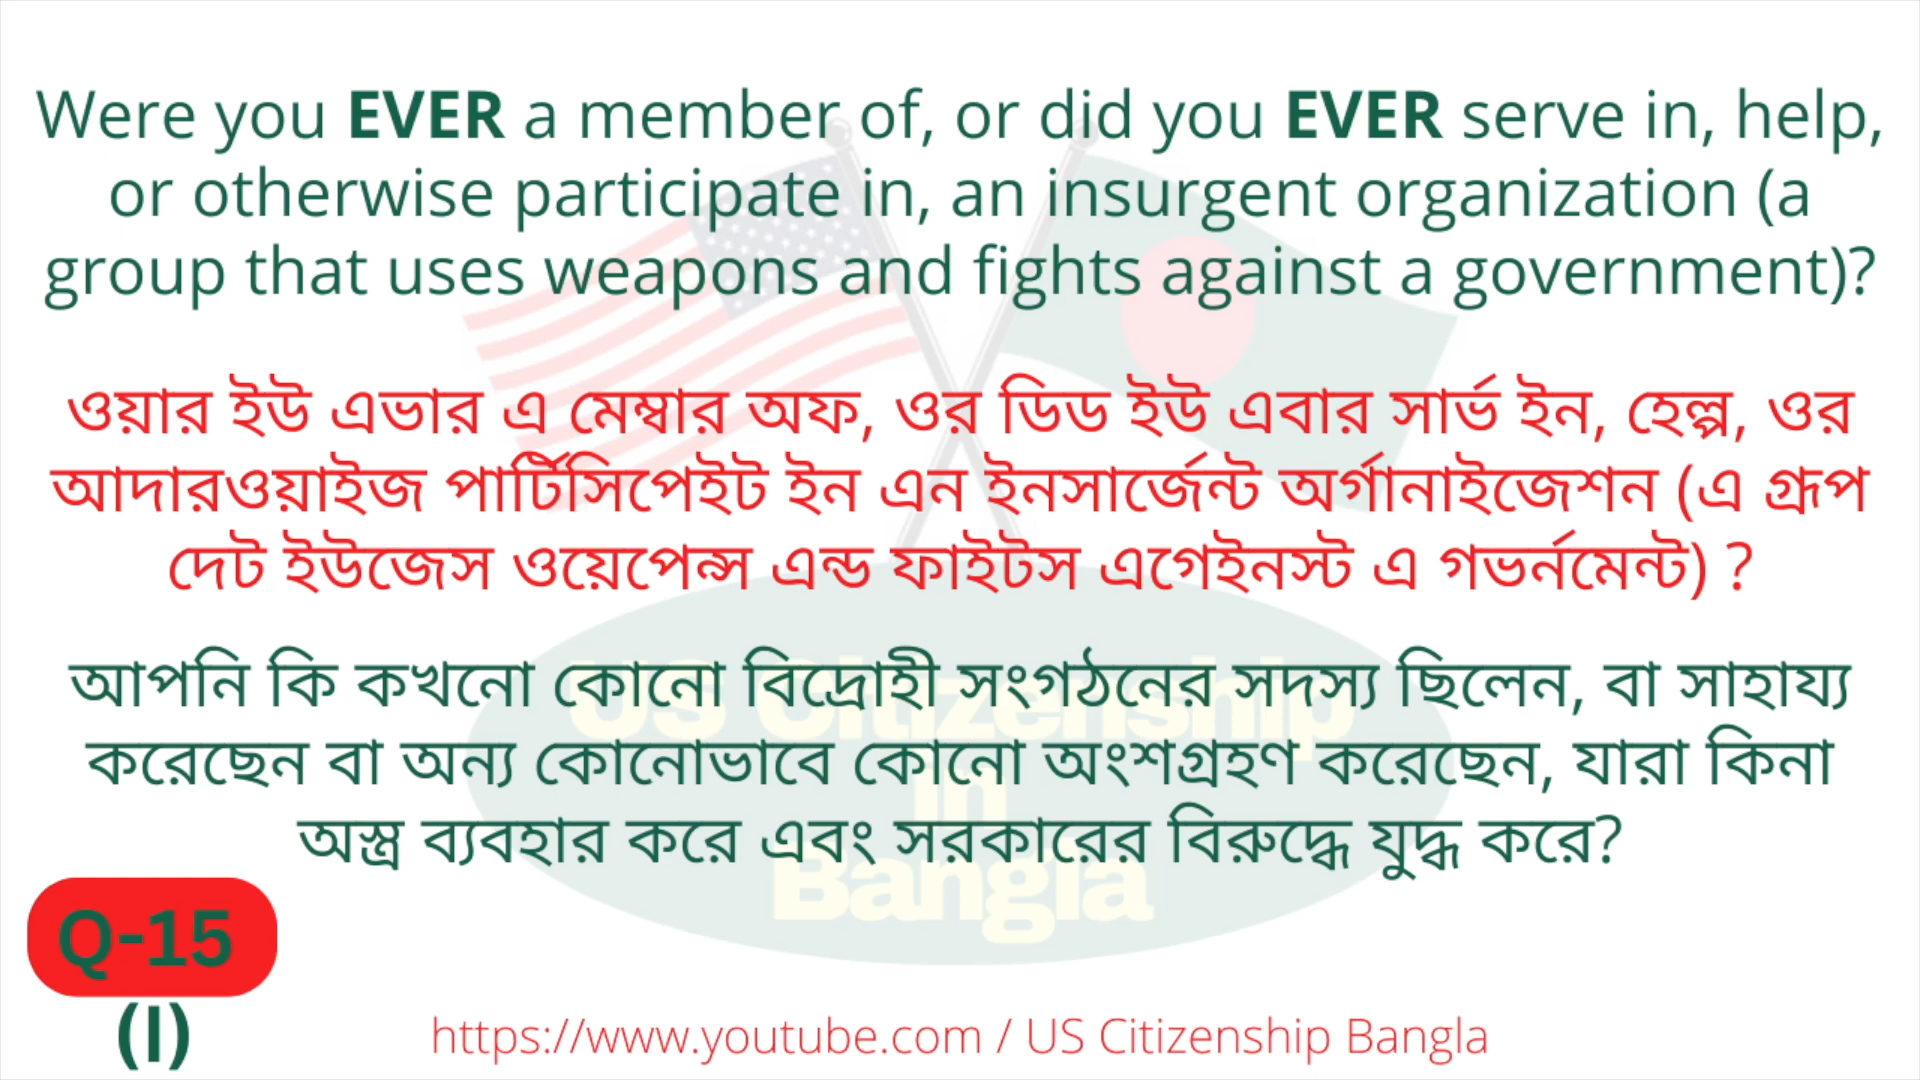 Were you EVER a member of, or did you EVER serve in, help,
or otherwise participate in, an insurgent organization (a
group that uses weapons and fights against a government)?
ওয়ার ইউ এভার এ মেম্বার অফ, ওর ডিড ইউ এবার সার্ভ ইন, হেল্প, ওর
আদারওয়াইজ পার্টিসিপেইট ইন এন ইনসার্জেন্ট অর্গানাইজেশন (এ গ্রূপ
দেট ইউজেস ওয়েপেন্স এন্ড ফাইটস এগেইনস্ট এ গভর্নমেন্ট) ?
আপনি কি কখনো কোনো বিদ্রোহী সংগঠনের সদস্য ছিলেন, বা সাহায্য
করেছেন বা অন্য কোনোভাবে কোনো অংশগ্রহণ করেছেন, যারা কিনা
অস্ত্র ব্যবহার করে এবং সরকারের বিরুদ্ধে যুদ্ধ করে?
US Citizenship
in
Bangla
Q-15
(I)
https://www.youtube.com / US Citizenship Bangla